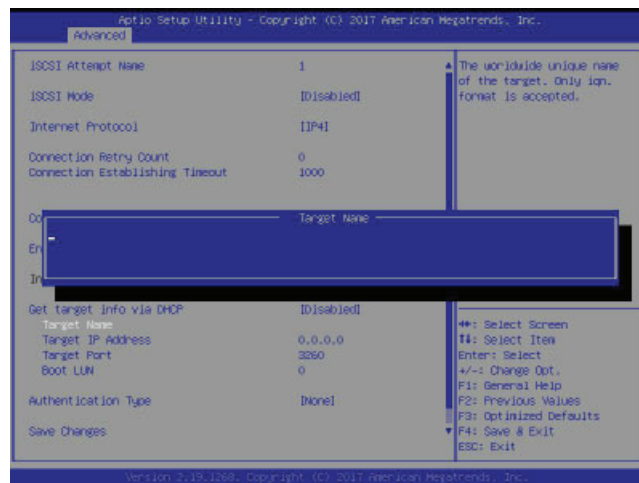 Aptio Setup Utility - Copyright (C) 2017 American Megatrends, Inc.
Advanced
iSCSI Attempt Name 1
iSCSI Mode [Disabled]
Internet Protocol [IP4]
Connection Retry Count 0
Connection Establishing Timeout 1000
Co
Target Name
En
In
Get target info via DHCP [Disabled]
Target Name
Target IP Address 0.0.0.0
Target Port 3260
Boot LUN 0
Authentication Type [None]
Save Changes
The worldwide unique name
of the target. Only iqn.
format is accepted.
: Select Screen
: Select Item
Enter: Select
+/-: Change Opt.
F1: General Help
F2: Previous Values
F3: Optimized Defaults
F4: Save & Exit
ESC: Exit
Version 2.19.1268. Copyright (C) 2017 American Megatrends, Inc.